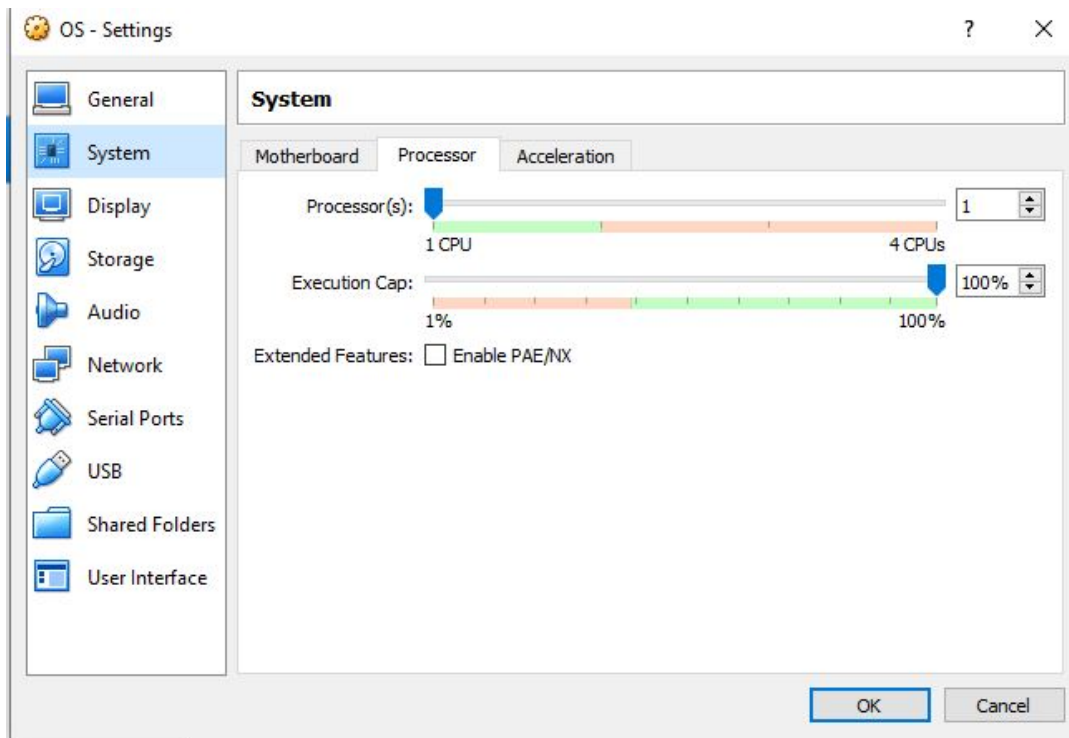 OS - Settings
?
General
System
Display
Storage
Audio
Network
Serial Ports
USB
Shared Folders
User Interface
System
Motherboard Processor Acceleration
Processor(s): 1
1 CPU 4 CPUs
Execution Cap: 100%
1% 100%
Extended Features: Enable PAE/NX
OK Cancel